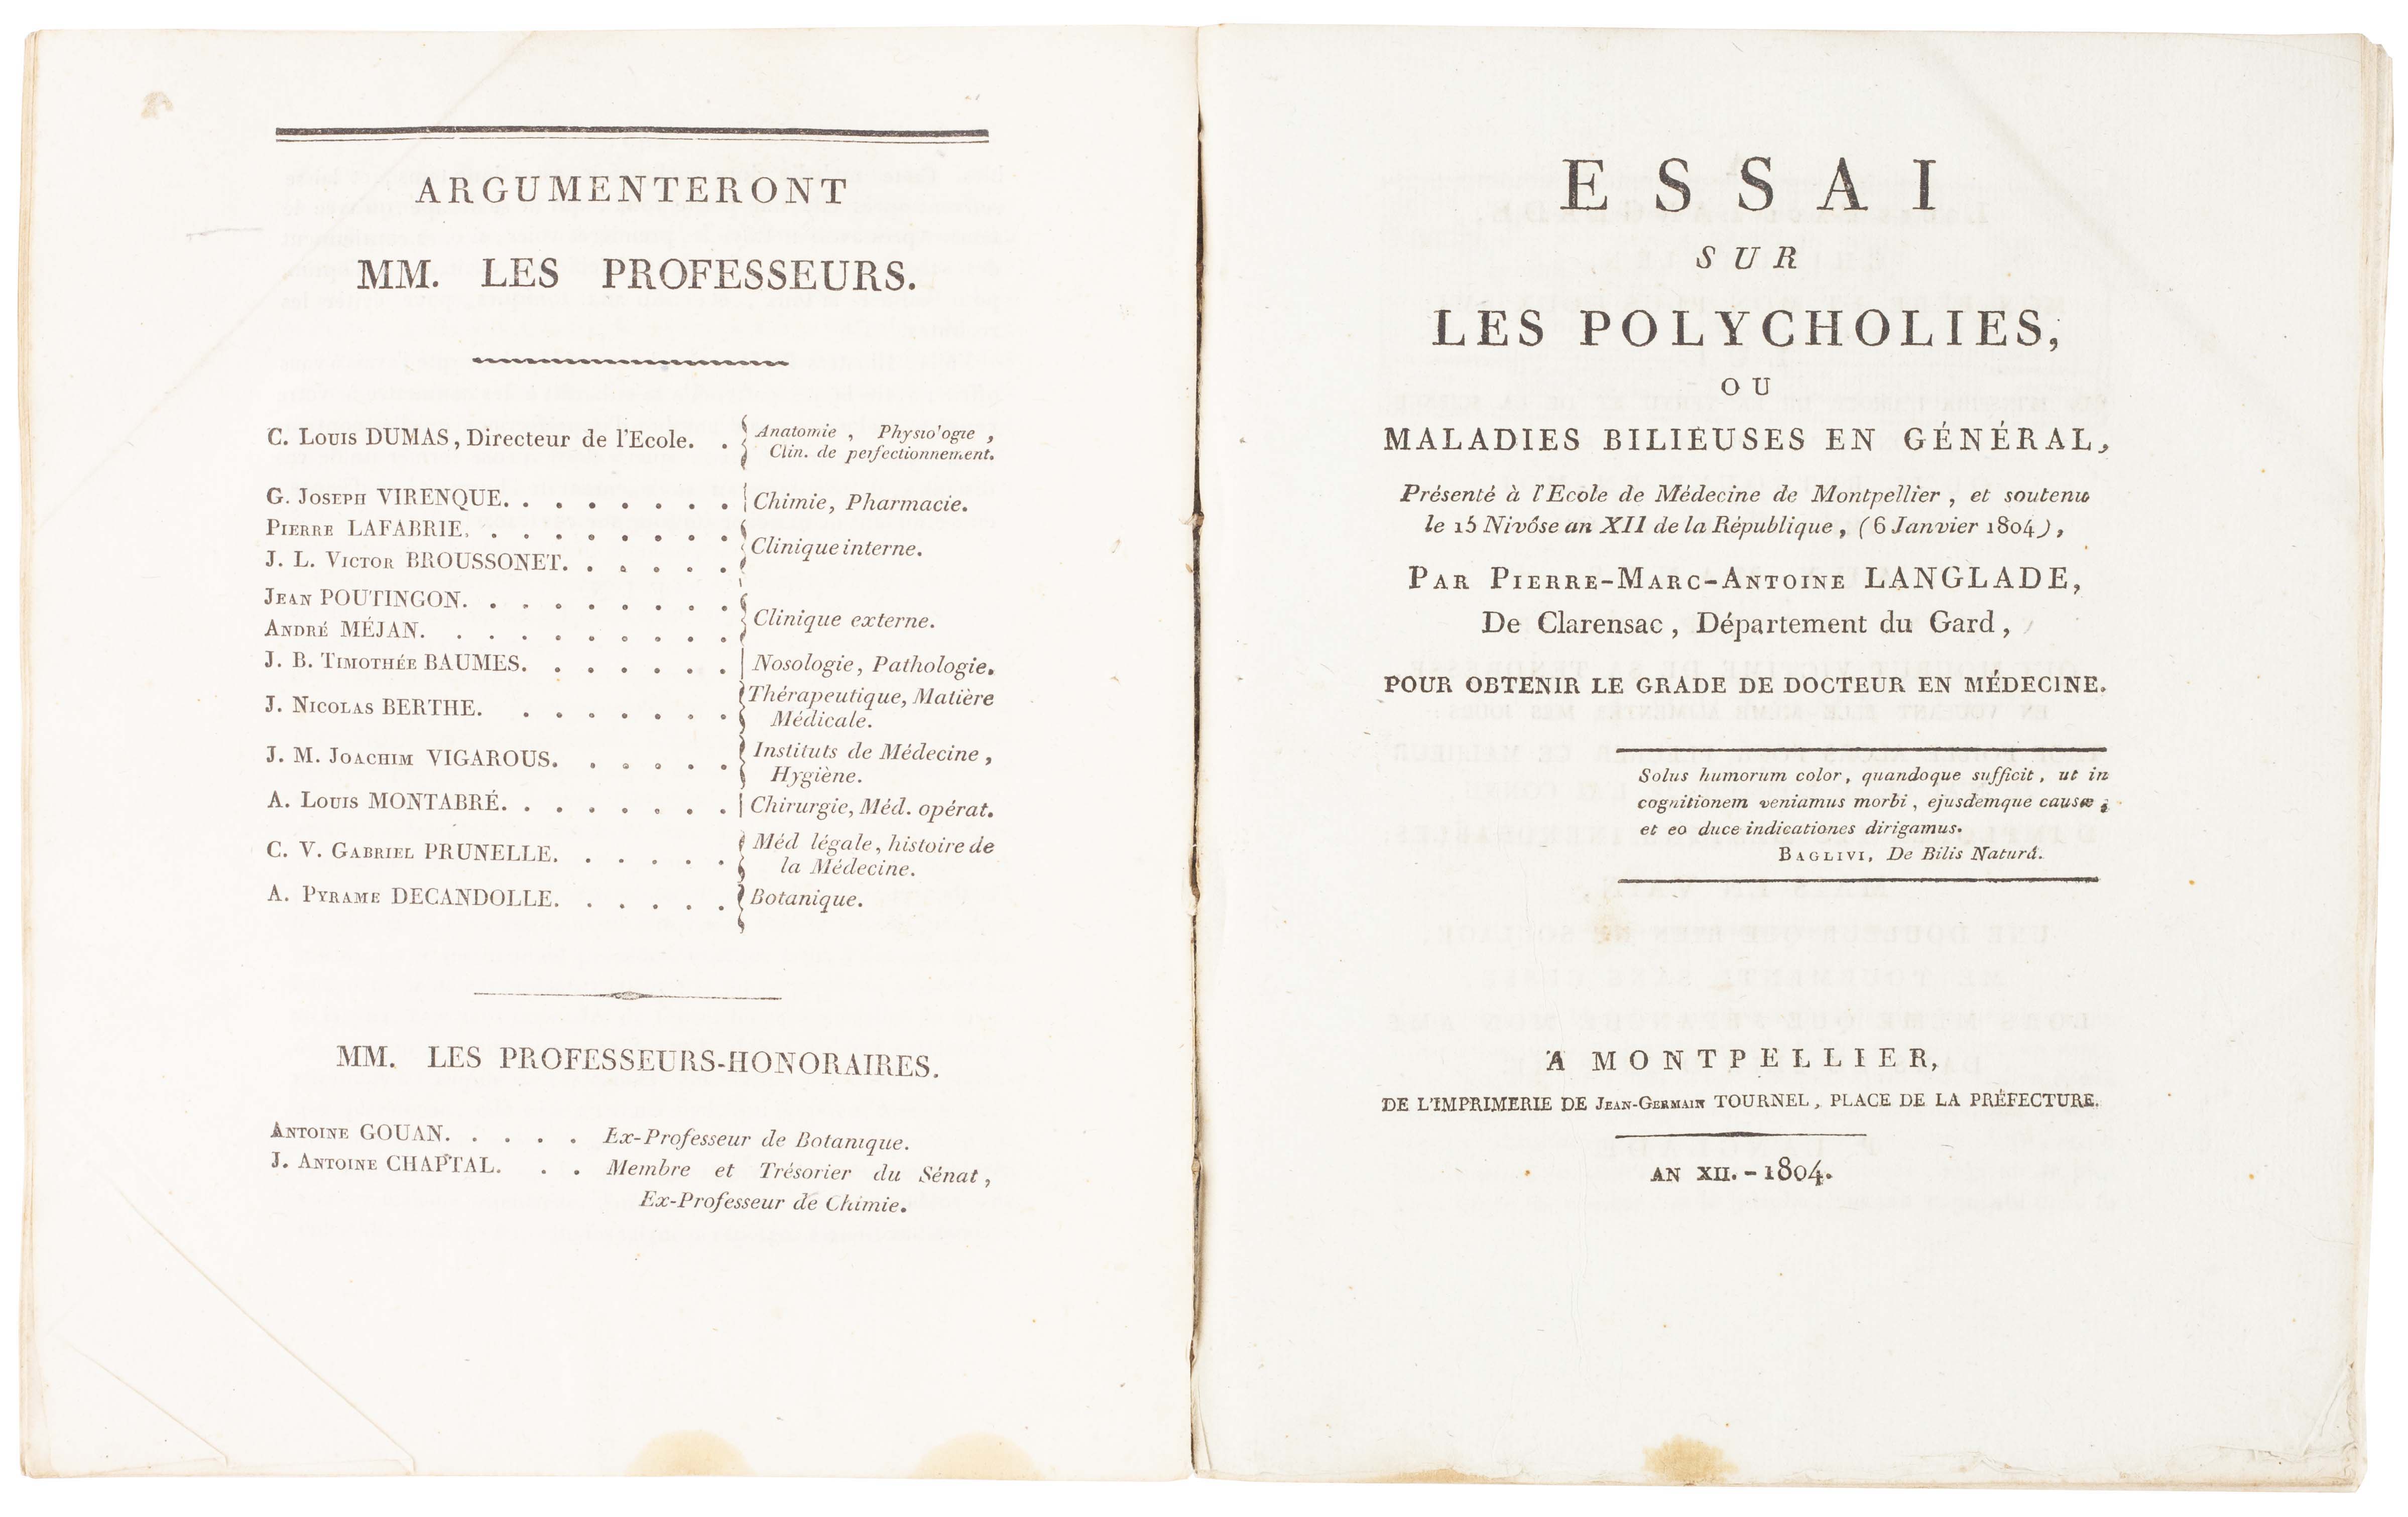 ARGUMENTERONT
MM. LES PROFESSEURS.
C. Louis DUMAS, Directeur de l'Ecole. . Anatomie, Physio'ogie,
Clin. de perfectionnement.
G. Joseph VIRENQUE. . . . . . . . Chimie, Pharmacie.
Pierre LAFABRIE. . . . . . . . .
Clinique interne.
J. L. Victor BROUSSONET. . . . . .
Jean POUTINGON. . . . . . . . .
Clinique externe.
André MÉJAN. . . . . . . . . .
J. B. Timothée BAUMES. . . . . . . Nosologie, Pathologie.
J. Nicolas BERTHE. . . . . . . . Thérapeutique, Matière
Médicale.
J. M. Joachim VIGAROUS. . . . . . Instituts de Médecine,
Hygiène.
A. Louis MONTABRÉ. . . . . . . . Chirurgie, Méd. opérat.
C. V. Gabriel PRUNELLE. . . . . . Méd légale, histoire de
la Médecine.
A. Pyrame DECANDOLLE. . . . . . Botanique.
MM. LES PROFESSEURS-HONORAIRES.
Antoine GOUAN. . . . . Ex-Professeur de Botanique.
J. Antoine CHAPTAL. . . Membre et Trésorier du Sénat,
Ex-Professeur de Chimie.
ESSAI
SUR
LES POLYCHOLIES,
OU
MALADIES BILIEUSES EN GÉNÉRAL,
Présenté à l'Ecole de Médecine de Montpellier, et soutenu
le 15 Nivôse an XII de la République, (6 Janvier 1804),
Par Pierre-Marc-Antoine LANGLADE,
De Clarensac, Département du Gard,
POUR OBTENIR LE GRADE DE DOCTEUR EN MÉDECINE.
Solus humorum color, quandoque sufficit, ut in
cognitionem veniamus morbi, ejusdemque causæ;
et eo duce indicationes dirigamus.
Baglivi, De Bilis Naturâ.
A MONTPELLIER,
DE L'IMPRIMERIE DE Jean-Germain TOURNEL, PLACE DE LA PRÉFECTURE.
AN XII. - 1804.